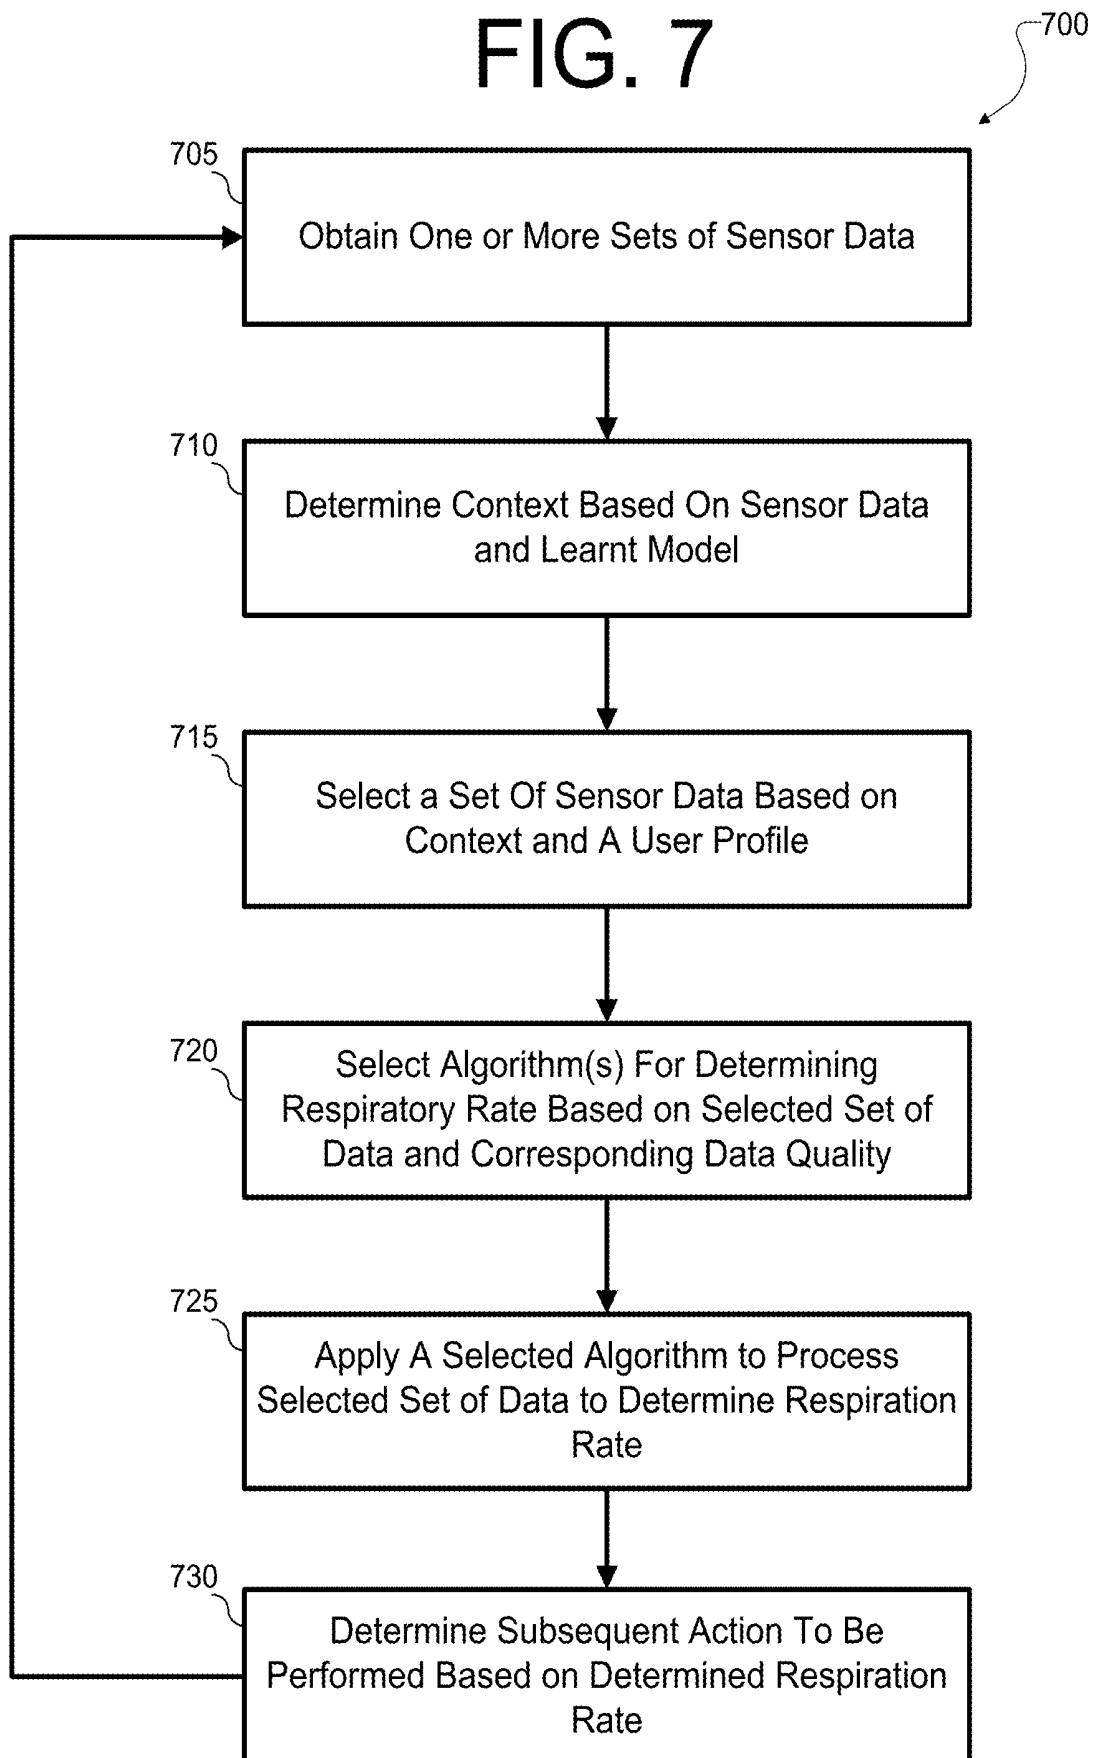 FIG. 7
700
705
Obtain One or More Sets of Sensor Data
710
Determine Context Based On Sensor Data
and Learnt Model
715
Select a Set Of Sensor Data Based on
Context and A User Profile
720
Select Algorithm(s) For Determining
Respiratory Rate Based on Selected Set of
Data and Corresponding Data Quality
725
Apply A Selected Algorithm to Process
Selected Set of Data to Determine Respiration
Rate
730
Determine Subsequent Action To Be
Performed Based on Determined Respiration
Rate